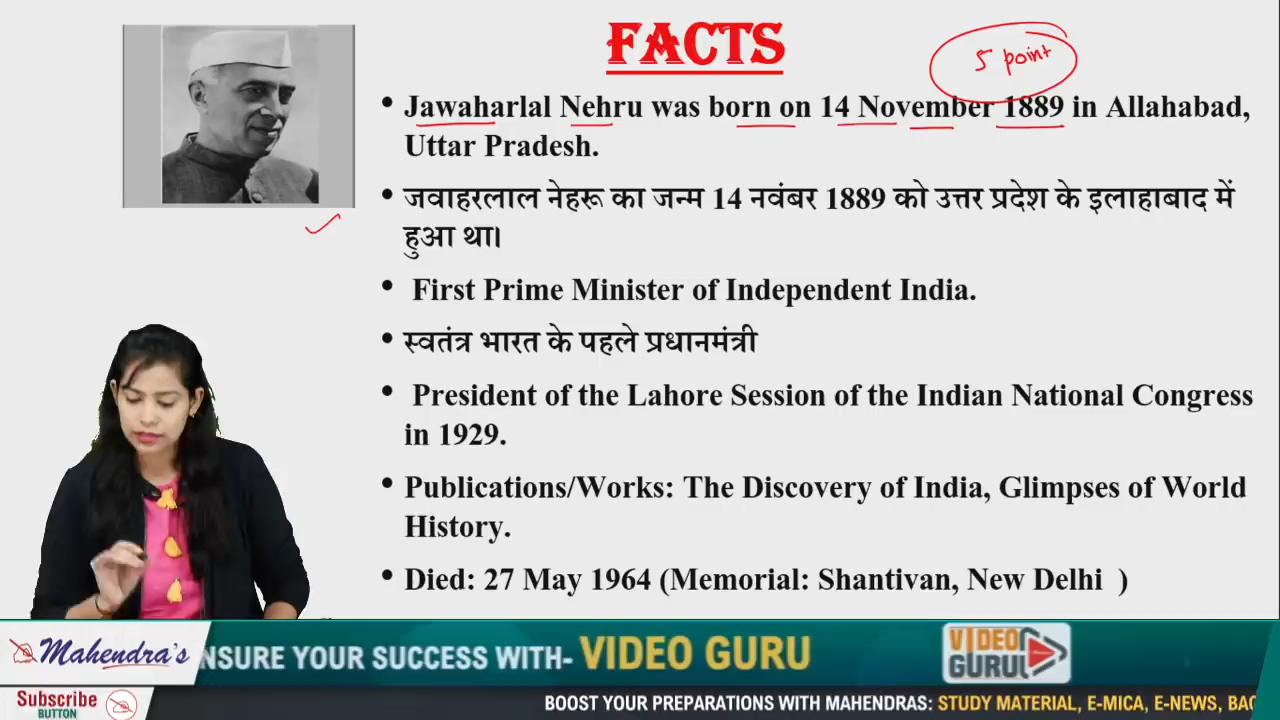 FACTS
5 point
• Jawaharlal Nehru was born on 14 November 1889 in Allahabad,
Uttar Pradesh.
• जवाहरलाल नेहरू का जन्म 14 नवंबर 1889 को उत्तर प्रदेश के इलाहाबाद में
हुआ था।
• First Prime Minister of Independent India.
• स्वतंत्र भारत के पहले प्रधानमंत्री
• President of the Lahore Session of the Indian National Congress
in 1929.
• Publications/Works: The Discovery of India, Glimpses of World
History.
• Died: 27 May 1964 (Memorial: Shantivan, New Delhi )
Mahendra's
NSURE YOUR SUCCESS WITH- VIDEO GURU
VIDEO
GURU
Subscribe
BUTTON
BOOST YOUR PREPARATIONS WITH MAHENDRAS: STUDY MATERIAL, E-MICA, E-NEWS, BAC